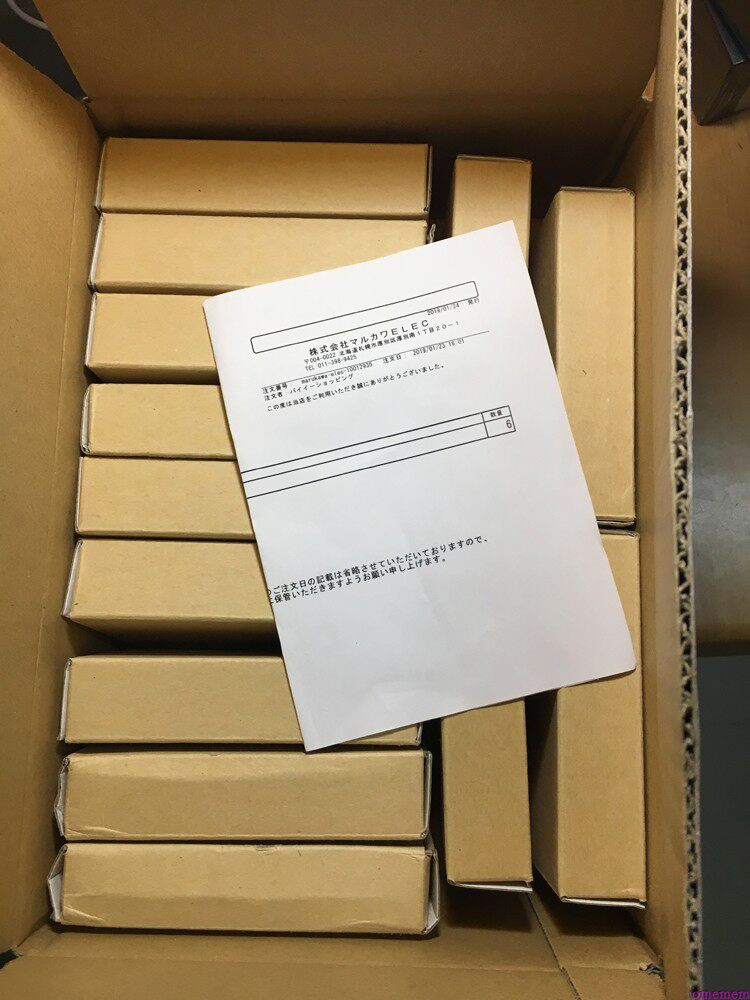 2018/01/24 発行
株式会社マルカワELEC
〒004-0022 北海道札幌市厚別区厚別南1丁目20-1
TEL 011-398-9425
注文番号 marukawa-elec-10012935 注文日 2018/01/23 16:01
注文者 バイイーショッピング
この度は当店をご利用いただき誠にありがとうございました。
数量
6
ご注文日の記載は省略させていただいておりますので、
保管いただきますようお願い申し上げます。